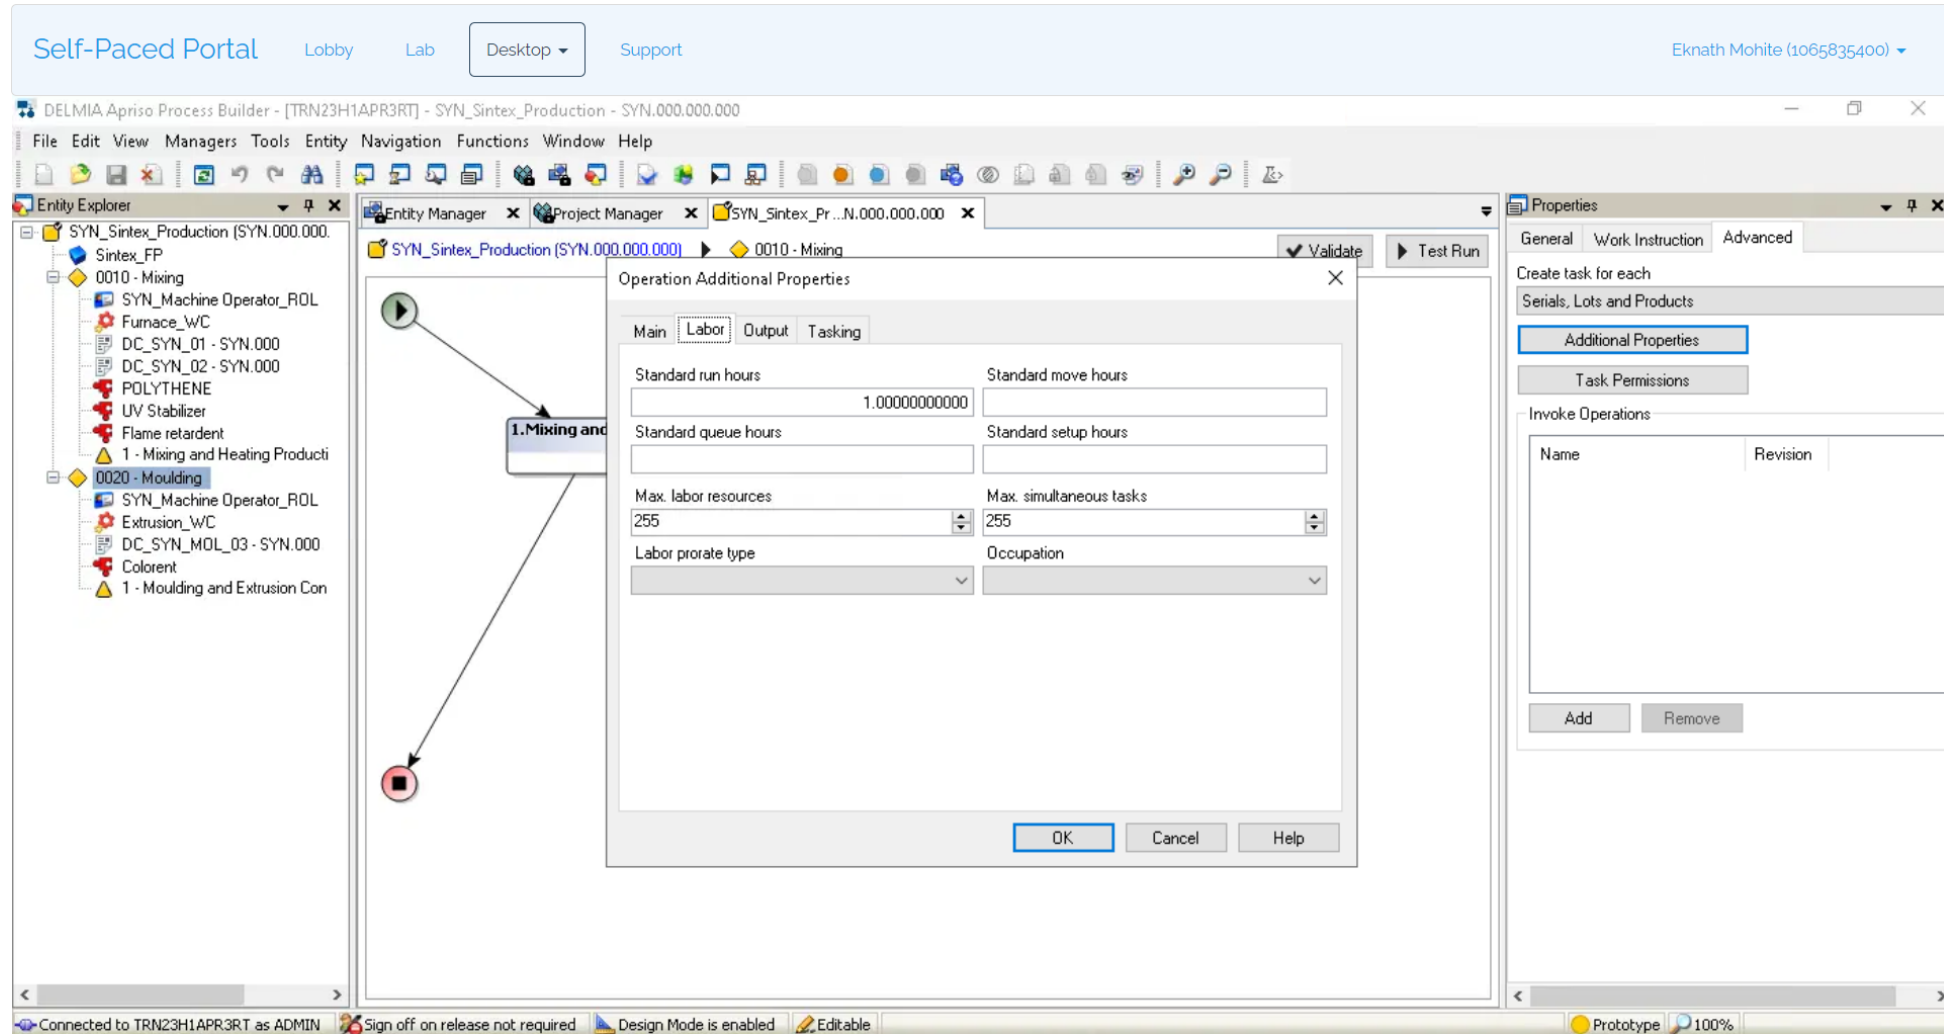 Self-Paced Portal Lobby Lab Desktop Support Eknath Mohite (1065835400)
DELMIA Apriso Process Builder - [TRN23H1APR3RT] - SYN_Sintex_Production - SYN.000.000.000
File Edit View Managers Tools Entity Navigation Functions Window Help
Entity Explorer
SYN_Sintex_Production (SYN.000.000.
Sintex_FP
0010 - Mixing
SYN_Machine Operator_ROL
Furnace_WC
DC_SYN_01 - SYN.000
DC_SYN_02 - SYN.000
POLYTHENE
UV Stabilizer
Flame retardent
1 - Mixing and Heating Producti
0020 - Moulding
SYN_Machine Operator_ROL
Extrusion_WC
DC_SYN_MOL_03 - SYN.000
Colorent
1 - Moulding and Extrusion Con
Entity Manager Project Manager SYN_Sintex_Pr...N.000.000.000
SYN_Sintex_Production (SYN.000.000.000) 0010 - Mixing
Validate Test Run
1.Mixing and
Operation Additional Properties
Main Labor Output Tasking
Standard run hours Standard move hours
1.00000000000
Standard queue hours Standard setup hours
Max. labor resources Max. simultaneous tasks
255 255
Labor prorate type Occupation
OK Cancel Help
Properties
General Work Instruction Advanced
Create task for each
Serials, Lots and Products
Additional Properties
Task Permissions
Invoke Operations
Name Revision
Add Remove
Connected to TRN23H1APR3RT as ADMIN Sign off on release not required Design Mode is enabled Editable Prototype 100%